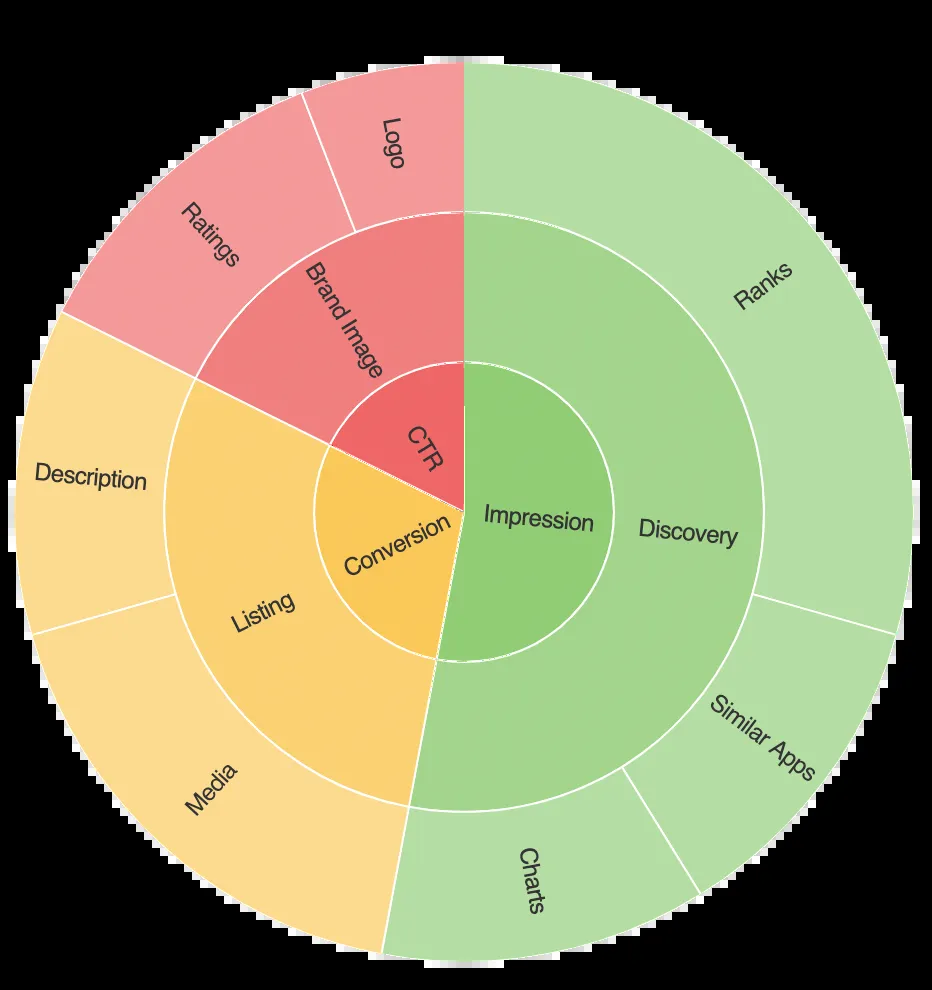 Logo
Ratings
Ranks
Brand Image
CTR
Description
Conversion
Impression
Discovery
Listing
Similar Apps
Media
Charts